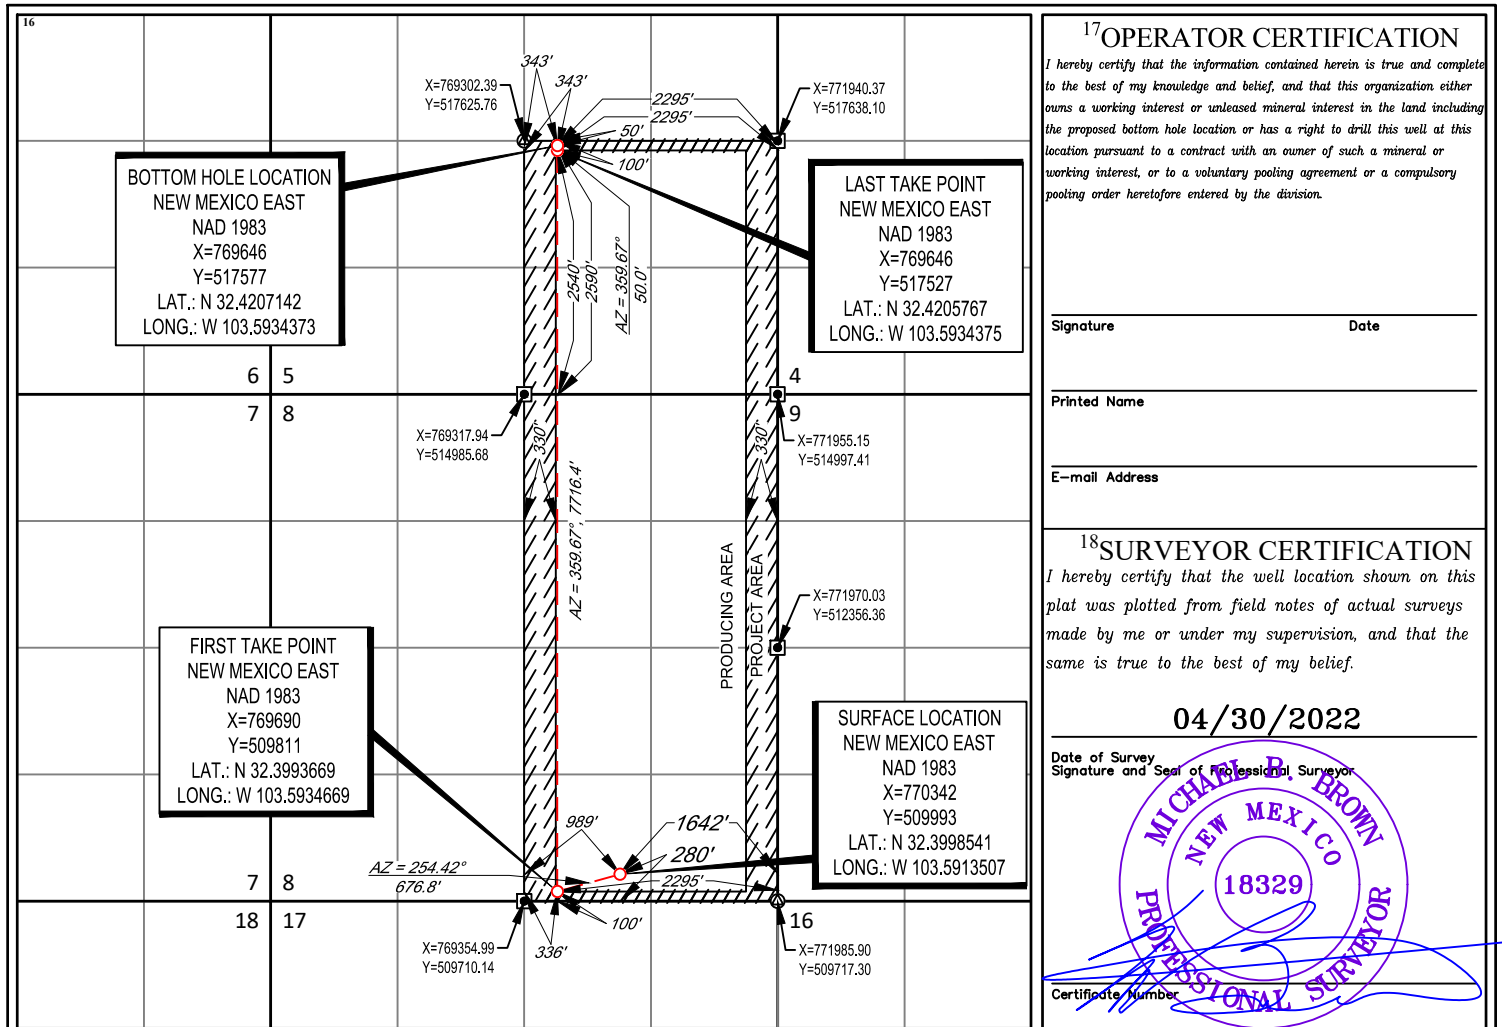 16
343'
343'
X=769302.39
Y=517625.76
X=771940.37
Y=517638.10
2295'
2295'
50'
100'
BOTTOM HOLE LOCATION
NEW MEXICO EAST
NAD 1983
X=769646
Y=517577
LAT.: N 32.4207142
LONG.: W 103.5934373
LAST TAKE POINT
NEW MEXICO EAST
NAD 1983
X=769646
Y=517527
LAT.: N 32.4205767
LONG.: W 103.5934375
2540'
2590'
AZ = 359.67°
50.0'
6 5
7 8
4
9
X=769317.94
Y=514985.68
X=771955.15
Y=514997.41
330'
330'
AZ = 359.67°, 7716.4'
PRODUCING AREA
PROJECT AREA
X=771970.03
Y=512356.36
FIRST TAKE POINT
NEW MEXICO EAST
NAD 1983
X=769690
Y=509811
LAT.: N 32.3993669
LONG.: W 103.5934669
SURFACE LOCATION
NEW MEXICO EAST
NAD 1983
X=770342
Y=509993
LAT.: N 32.3998541
LONG.: W 103.5913507
989'
1642'
280'
AZ = 254.42°
676.8'
2295'
7 8
18 17
16
100'
336'
X=769354.99
Y=509710.14
X=771985.90
Y=509717.30
17OPERATOR CERTIFICATION
I hereby certify that the information contained herein is true and complete
to the best of my knowledge and belief, and that this organization either
owns a working interest or unleased mineral interest in the land including
the proposed bottom hole location or has a right to drill this well at this
location pursuant to a contract with an owner of such a mineral or
working interest, or to a voluntary pooling agreement or a compulsory
pooling order heretofore entered by the division.
Signature Date
Printed Name
E-mail Address
18SURVEYOR CERTIFICATION
I hereby certify that the well location shown on this
plat was plotted from field notes of actual surveys
made by me or under my supervision, and that the
same is true to the best of my belief.
04/30/2022
Date of Survey
Signature and Seal of Professional Surveyor
MICHAEL B. BROWN
NEW MEXICO
18329
PROFESSIONAL SURVEYOR
Certificate Number